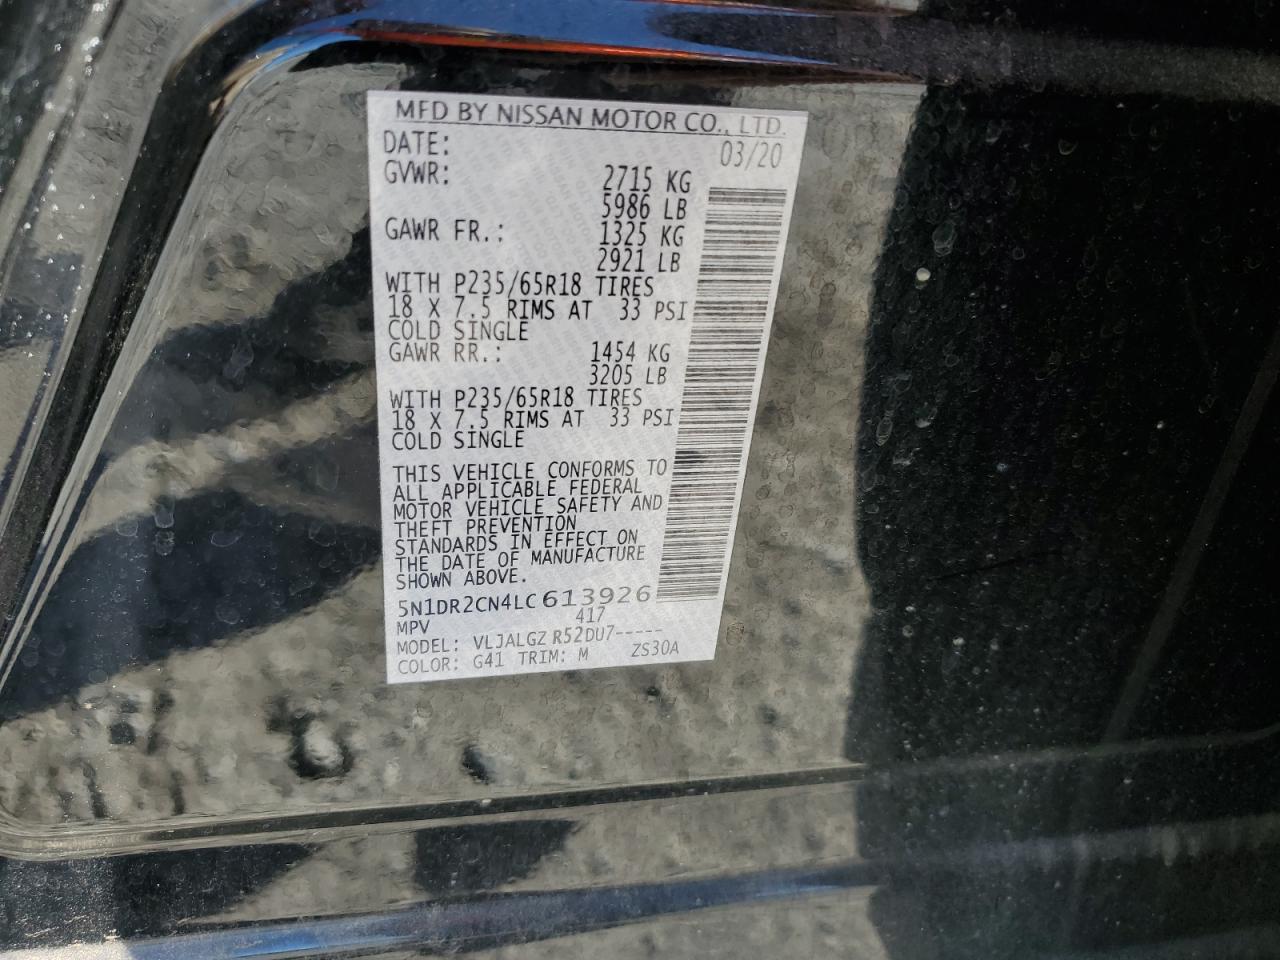 MFD BY NISSAN MOTOR CO., LTD.
DATE: 03/20
GVWR: 2715 KG
5986 LB
GAWR FR.: 1325 KG
2921 LB
WITH P235/65R18 TIRES
18 X 7.5 RIMS AT 33 PSI
COLD SINGLE
GAWR RR.: 1454 KG
3205 LB
WITH P235/65R18 TIRES
18 X 7.5 RIMS AT 33 PSI
COLD SINGLE
THIS VEHICLE CONFORMS TO
ALL APPLICABLE FEDERAL
MOTOR VEHICLE SAFETY AND
THEFT PREVENTION
STANDARDS IN EFFECT ON
THE DATE OF MANUFACTURE
SHOWN ABOVE.
5N1DR2CN4LC613926
MPV 417
MODEL: VLJALGZ R52DU7-----
COLOR: G41 TRIM: M ZS30A